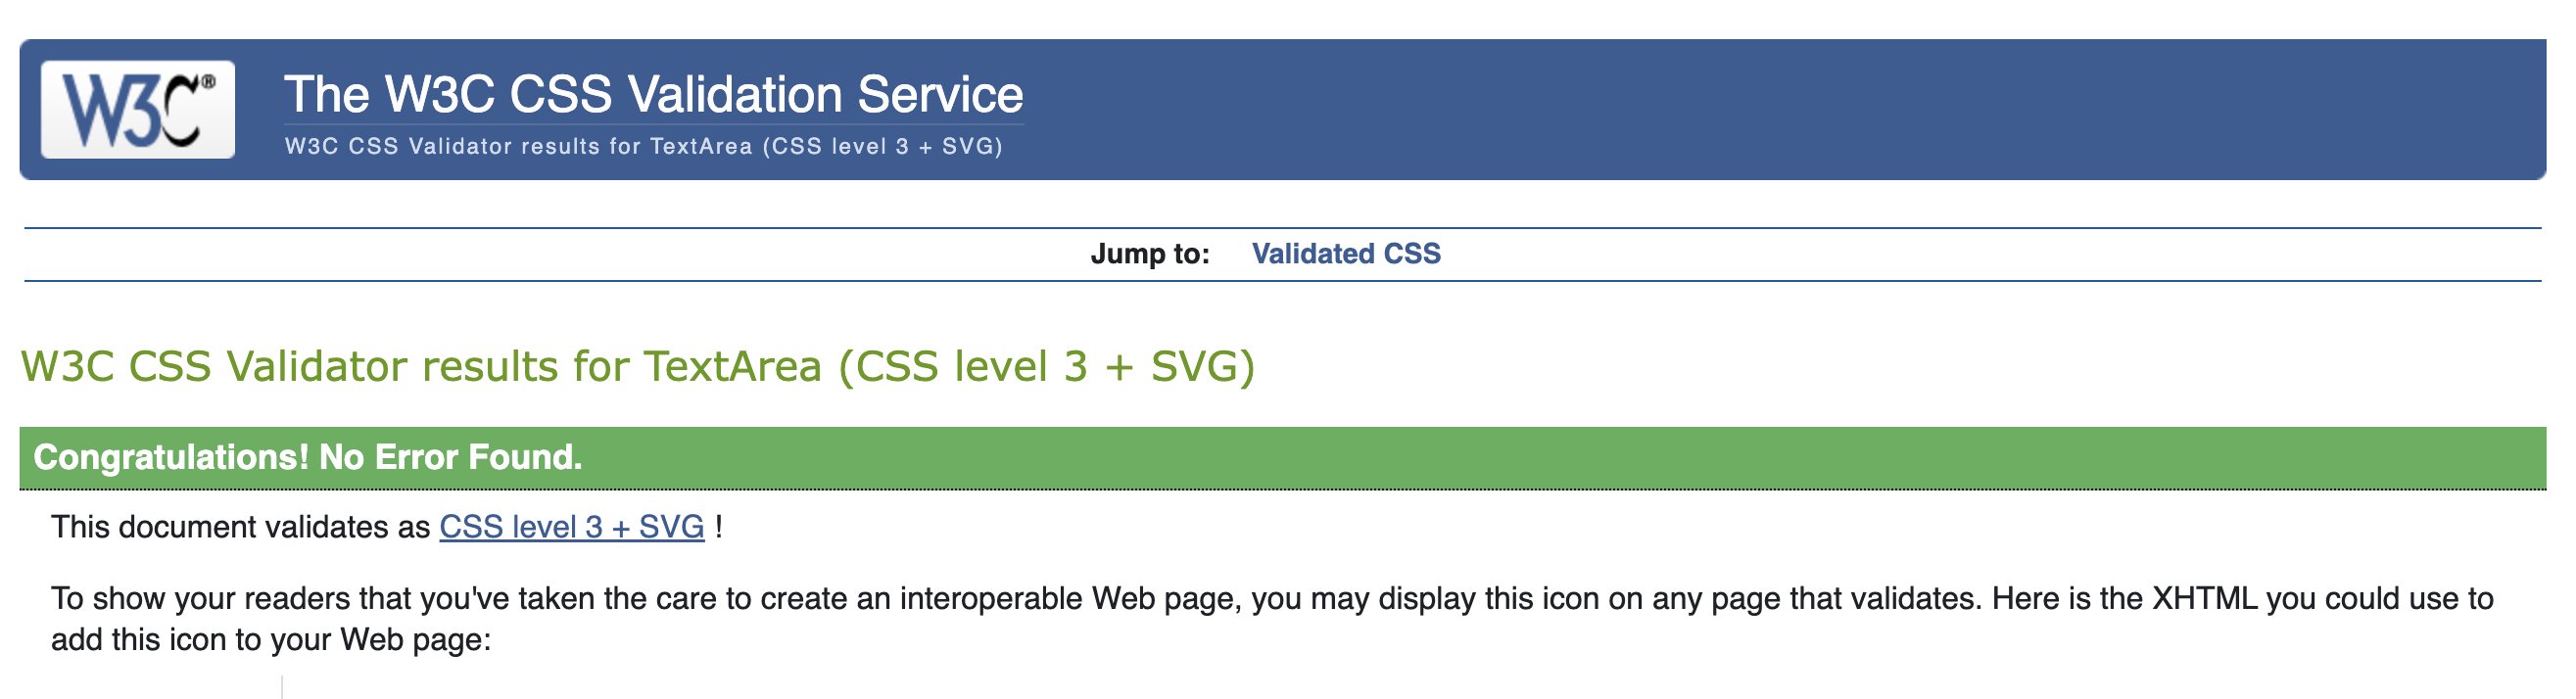 W3C®
The W3C CSS Validation Service
W3C CSS Validator results for TextArea (CSS level 3 + SVG)
Jump to: Validated CSS
W3C CSS Validator results for TextArea (CSS level 3 + SVG)
Congratulations! No Error Found.
This document validates as CSS level 3 + SVG !
To show your readers that you've taken the care to create an interoperable Web page, you may display this icon on any page that validates. Here is the XHTML you could use to
add this icon to your Web page: